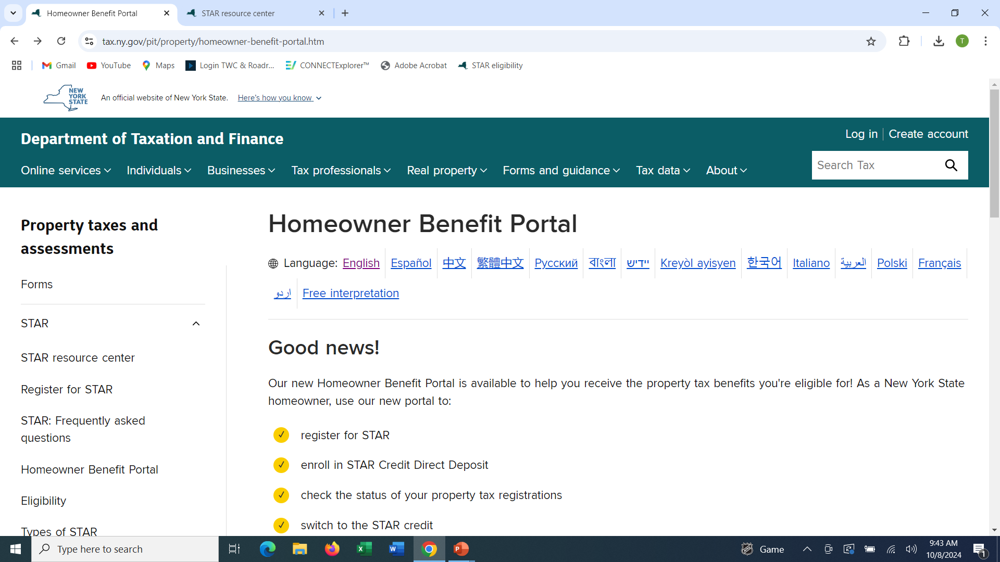 Homeowner Benefit Portal
STAR resource center
tax.ny.gov/pit/property/homeowner-benefit-portal.htm
T
Gmail
YouTube
Maps
Login TWC & Roadr...
CONNECTExplorer™
Adobe Acrobat
STAR eligibility
NEW
YORK
STATE
An official website of New York State.
Here's how you know
Department of Taxation and Finance
Log in
Create account
Online services
Individuals
Businesses
Tax professionals
Real property
Forms and guidance
Tax data
About
Search Tax
Property taxes and
assessments
Forms
STAR
STAR resource center
Register for STAR
STAR: Frequently asked
questions
Homeowner Benefit Portal
Eligibility
Types of STAR
Homeowner Benefit Portal
Language: English Español 中文 繁體中文 Русский বাংলা יידיש Kreyòl ayisyen 한국어 Italiano العربية Polski Français
اردو Free interpretation
Good news!
Our new Homeowner Benefit Portal is available to help you receive the property tax benefits you're eligible for! As a New York State
homeowner, use our new portal to:
register for STAR
enroll in STAR Credit Direct Deposit
check the status of your property tax registrations
switch to the STAR credit
Type here to search
Game
9:43 AM
10/8/2024
1